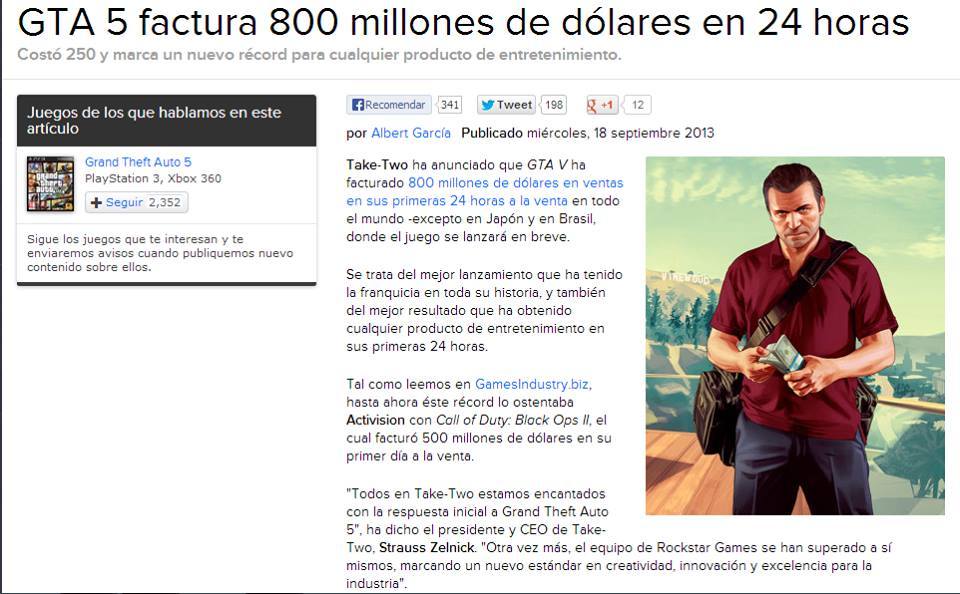 GTA 5 factura 800 millones de dólares en 24 horas
Costó 250 y marca un nuevo récord para cualquier producto de entretenimiento.
Juegos de los que hablamos en este
artículo
Grand Theft Auto 5
PlayStation 3, Xbox 360
+ Seguir 2,352
Sigue los juegos que te interesan y te
enviaremos avisos cuando publiquemos nuevo
contenido sobre ellos.
Recomendar 341 Tweet 198 +1 12
por Albert García Publicado miércoles, 18 septiembre 2013
Take-Two ha anunciado que GTA V ha
facturado 800 millones de dólares en ventas
en sus primeras 24 horas a la venta en todo
el mundo -excepto en Japón y en Brasil,
donde el juego se lanzará en breve.
Se trata del mejor lanzamiento que ha tenido
la franquicia en toda su historia, y también
del mejor resultado que ha obtenido
cualquier producto de entretenimiento en
sus primeras 24 horas.
Tal como leemos en GamesIndustry.biz,
hasta ahora éste récord lo ostentaba
Activision con Call of Duty: Black Ops II, el
cual facturó 500 millones de dólares en su
primer día a la venta.
"Todos en Take-Two estamos encantados
con la respuesta inicial a Grand Theft Auto
5", ha dicho el presidente y CEO de Take-
Two, Strauss Zelnick. "Otra vez más, el equipo de Rockstar Games se han superado a sí
mismos, marcando un nuevo estándar en creatividad, innovación y excelencia para la
industria".
VINEWOOD